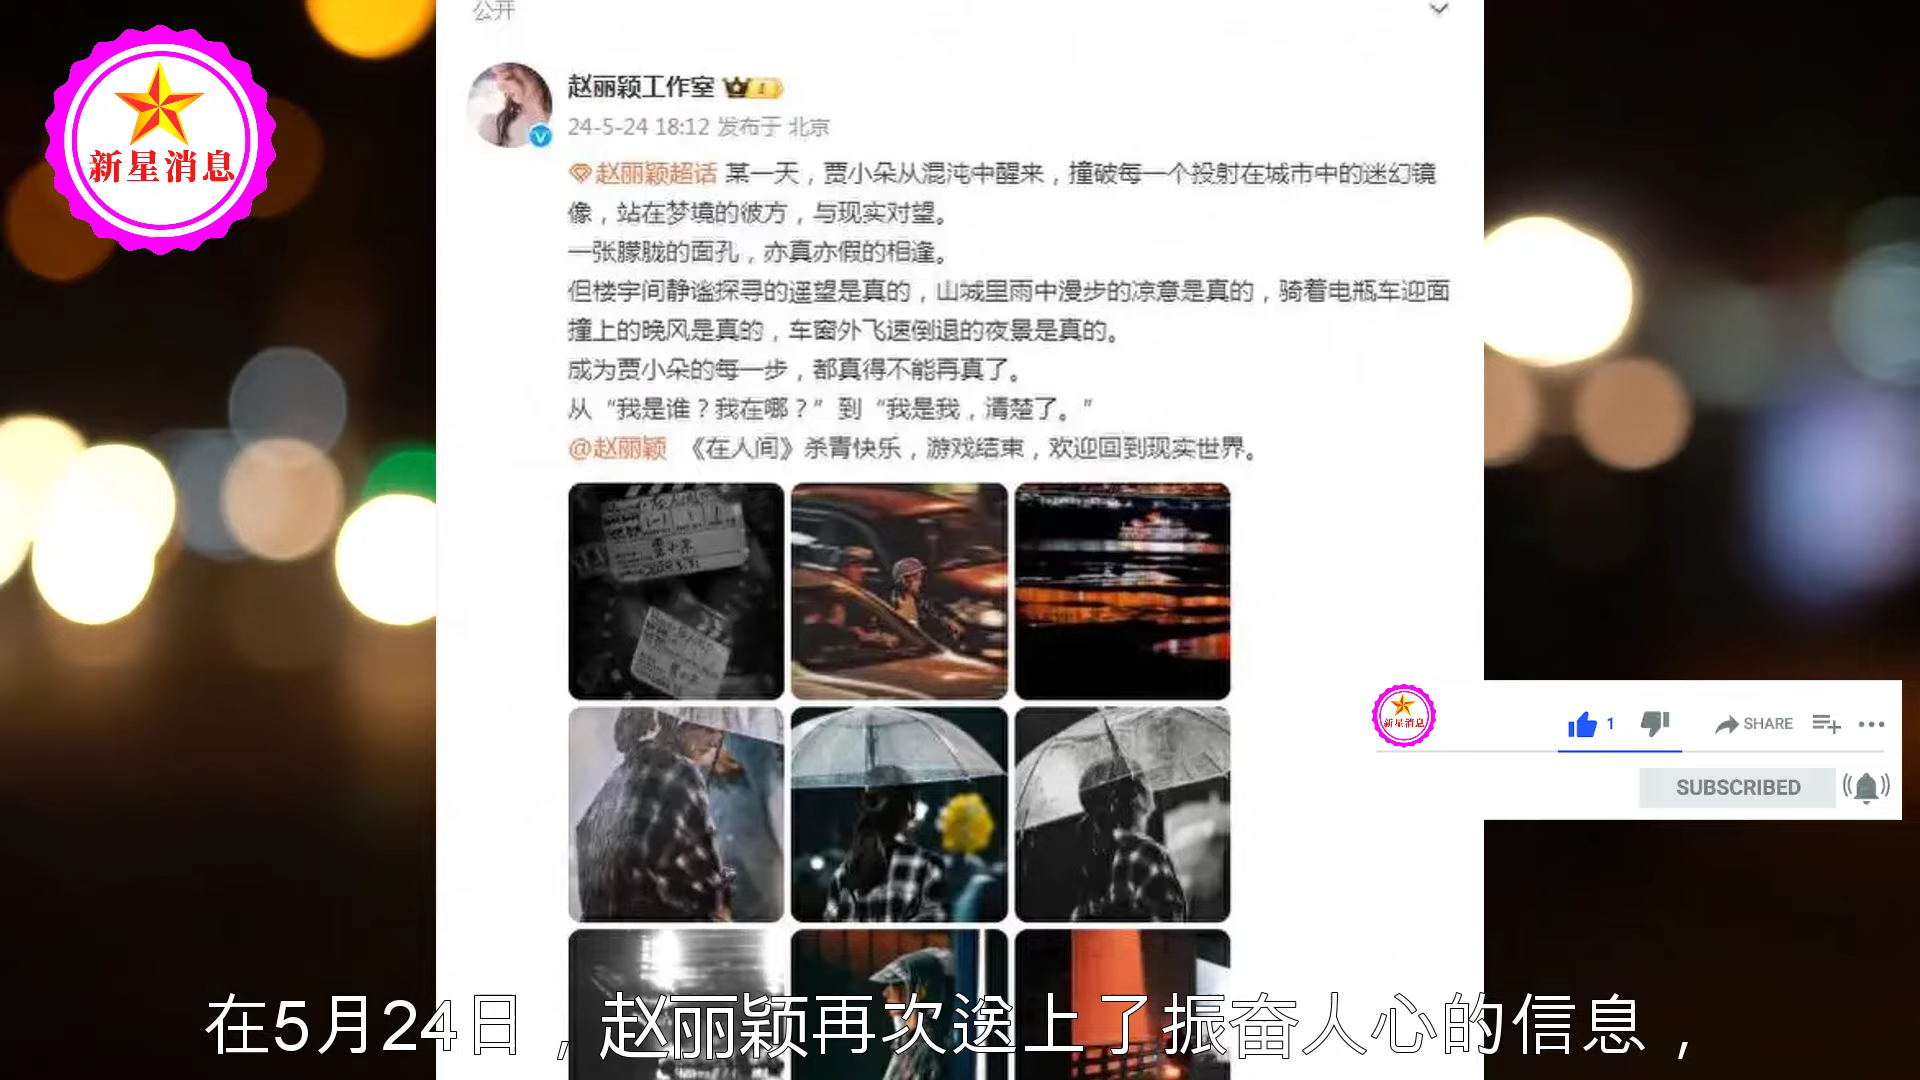 公开
新星消息
赵丽颖工作室
24-5-24 18:12 发布于 北京
赵丽颖超话 某一天，贾小朵从混沌中醒来，撞破每一个投射在城市中的迷幻镜
像，站在梦境的彼方，与现实对望。
一张朦胧的面孔，亦真亦假的相逢。
但楼宇间静谧探寻的遥望是真的，山城里雨中漫步的凉意是真的，骑着电瓶车迎面
撞上的晚风是真的，车窗外飞速倒退的夜景是真的。
成为贾小朵的每一步，都真得不能再真了。
从“我是谁？我在哪？”到“我是我，清楚了。”
@赵丽颖 《在人间》杀青快乐，游戏结束，欢迎回到现实世界。
新星消息
1
SHARE
SUBSCRIBED
在5月24日，赵丽颖再次送上了振奋人心的信息，